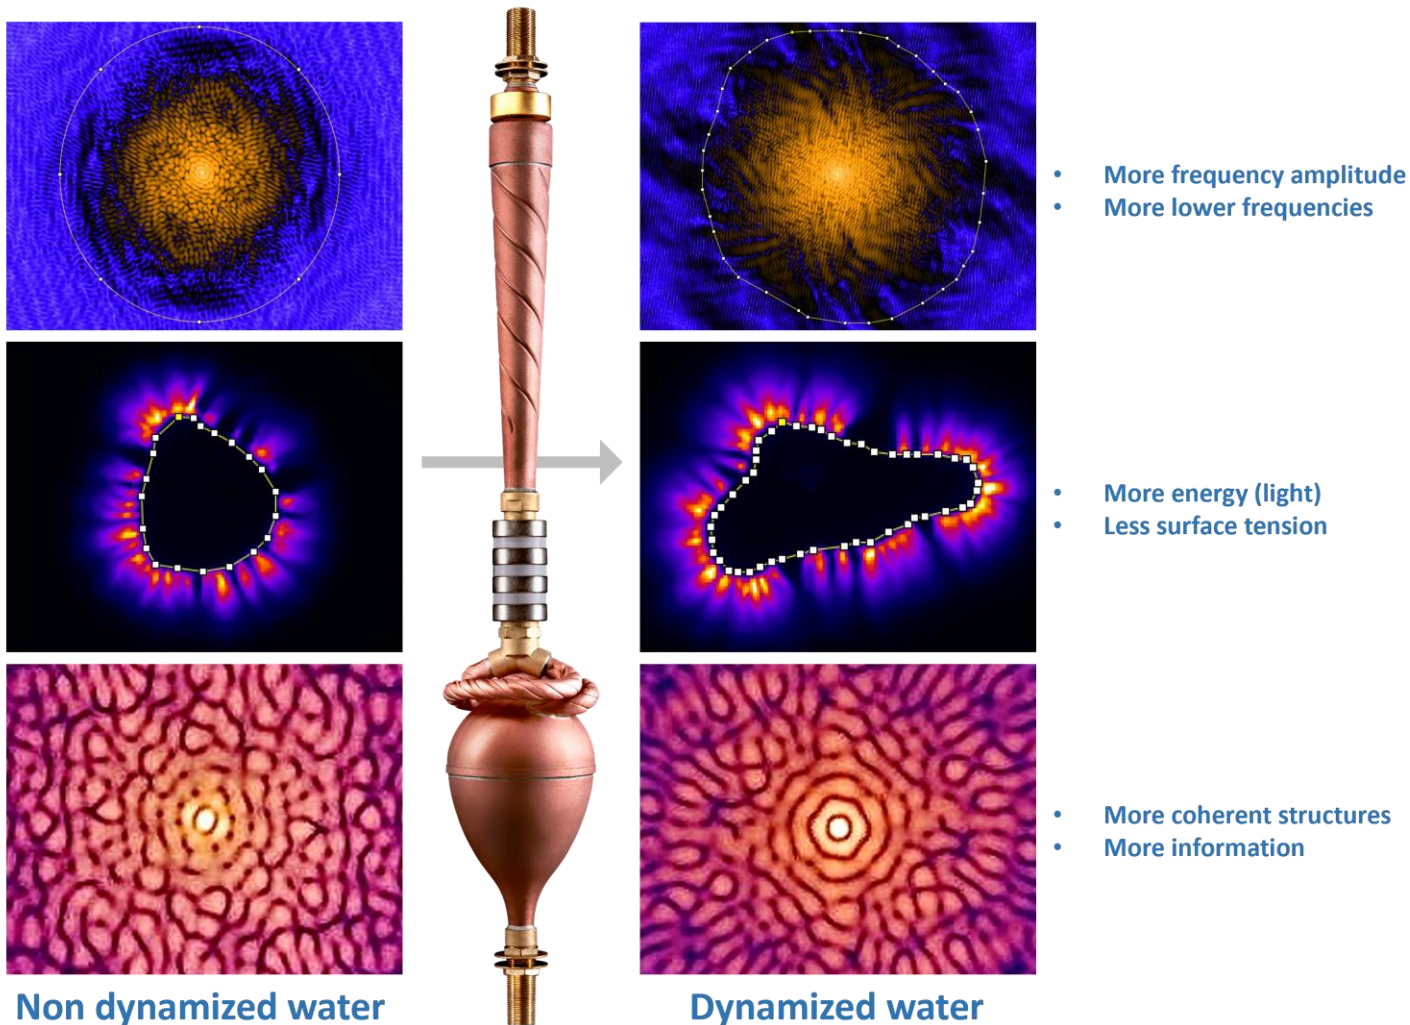 • More frequency amplitude
• More lower frequencies
• More energy (light)
• Less surface tension
• More coherent structures
• More information
Non dynamized water
Dynamized water